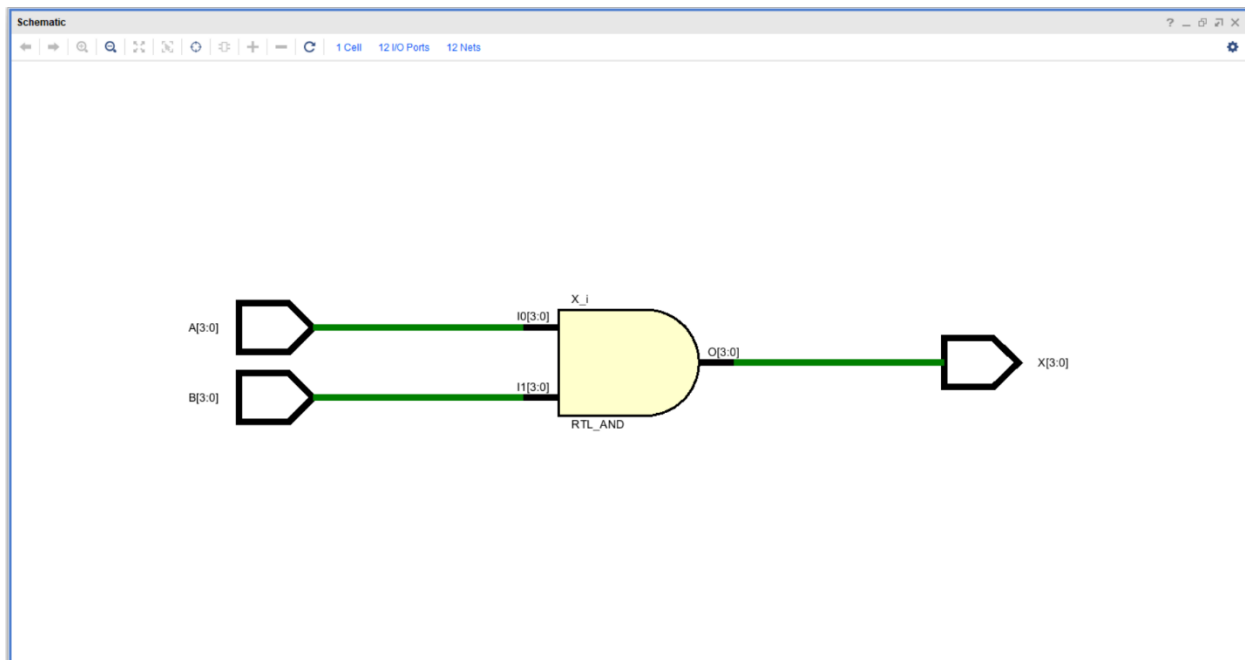 Schematic
?
1 Cell 12 I/O Ports 12 Nets
X_i
I0[3:0]
A[3:0]
O[3:0]
X[3:0]
I1[3:0]
B[3:0]
RTL_AND